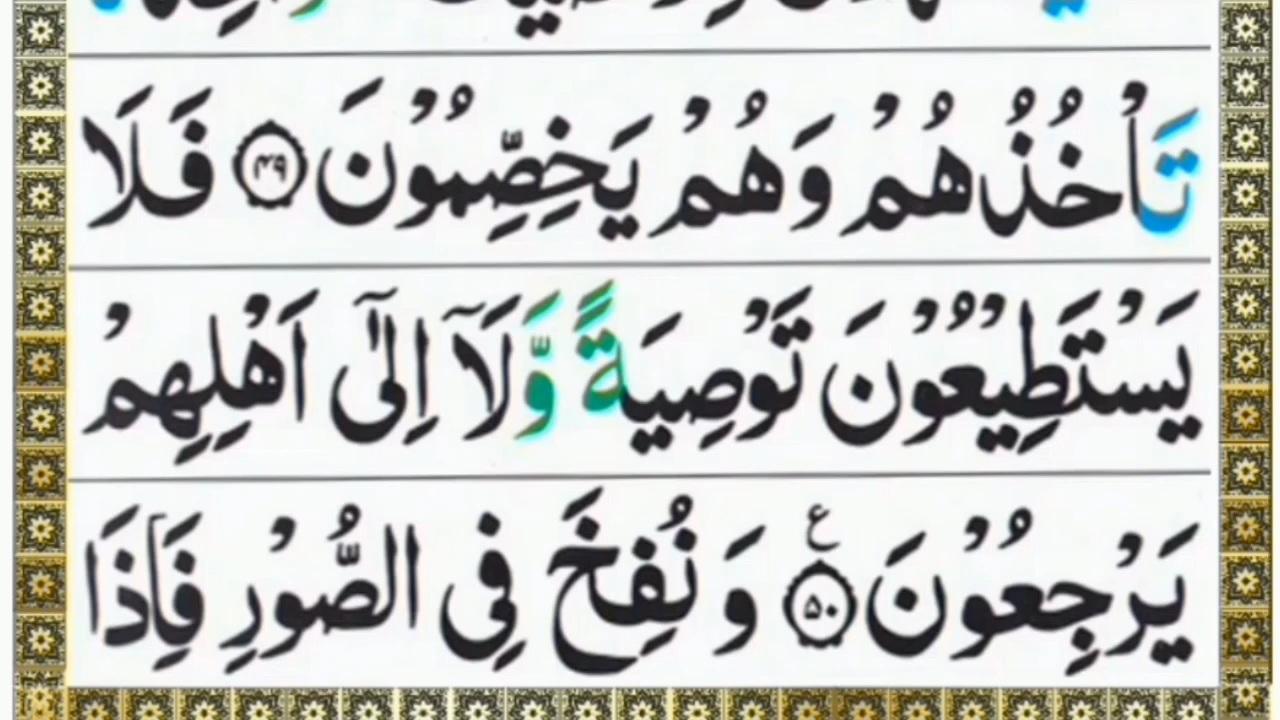 تَاْخُذُهُمْ وَهُمْ يَخِصِّمُوْنَ ۴۹ فَلَا
يَسْتَطِيْعُوْنَ تَوْصِيَةً وَّلَآ اِلٰٓى اَهْلِهِمْ
يَرْجِعُوْنَ ۵۰ ع وَ نُفِخَ فِى الصُّوْرِ فَاِذَا